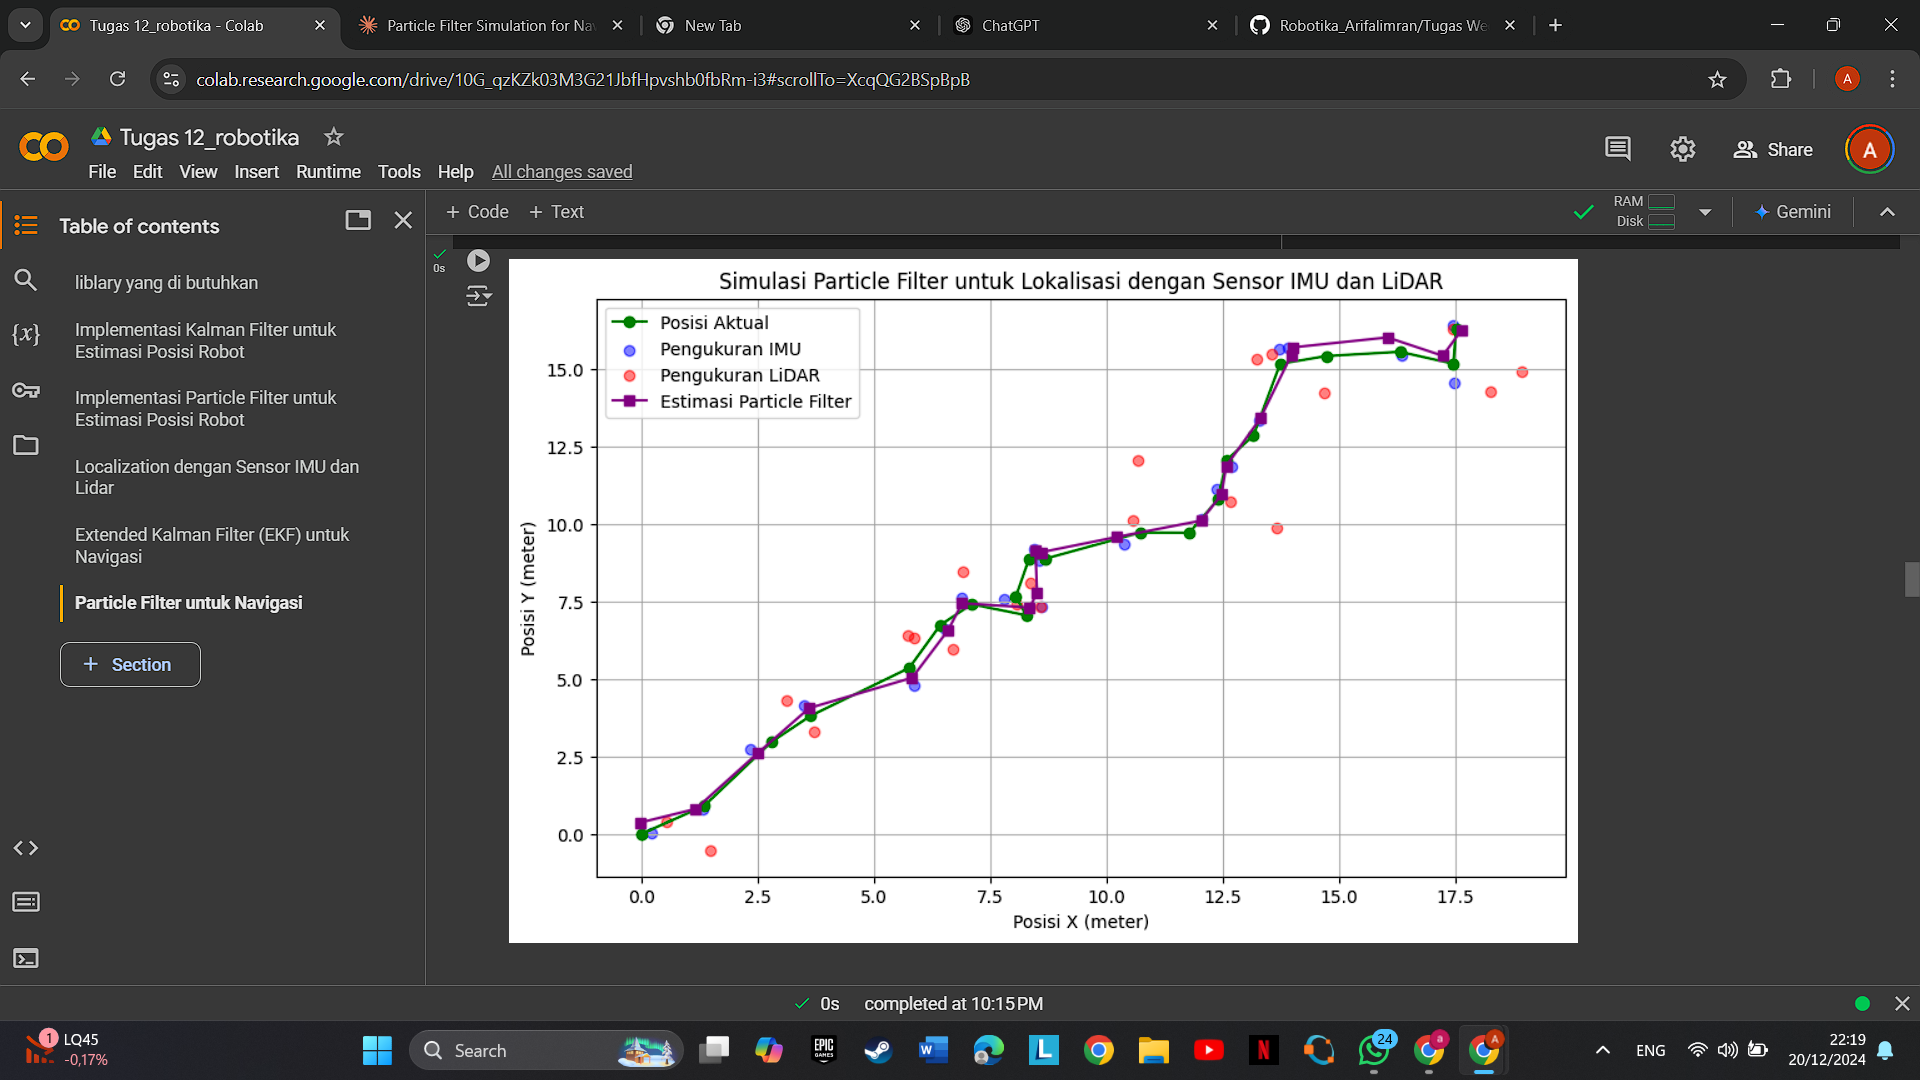 Tugas 12_robotika - Colab
Particle Filter Simulation for Na
New Tab
ChatGPT
Robotika_Arifalimran/Tugas We
colab.research.google.com/drive/10G_qzKZk03M3G21JbfHpvshb0fbRm-i3#scrollTo=XcqQG2BSpBpB
A
Tugas 12_robotika
File Edit View Insert Runtime Tools Help All changes saved
Share
A
Table of contents
+ Code + Text
RAM
Disk
Gemini
liblary yang di butuhkan
Implementasi Kalman Filter untuk
Estimasi Posisi Robot
Implementasi Particle Filter untuk
Estimasi Posisi Robot
Localization dengan Sensor IMU dan
Lidar
Extended Kalman Filter (EKF) untuk
Navigasi
Particle Filter untuk Navigasi
+ Section
{x}
0s
Simulasi Particle Filter untuk Lokalisasi dengan Sensor IMU dan LiDAR
Posisi Aktual
Pengukuran IMU
Pengukuran LiDAR
Estimasi Particle Filter
Posisi Y (meter)
15.0
12.5
10.0
7.5
5.0
2.5
0.0
0.0 2.5 5.0 7.5 10.0 12.5 15.0 17.5
Posisi X (meter)
0s completed at 10:15 PM
1
LQ45
-0,17%
Search
EPIC
GAMES
W
L
N
24
a
A
ENG
22:19
20/12/2024